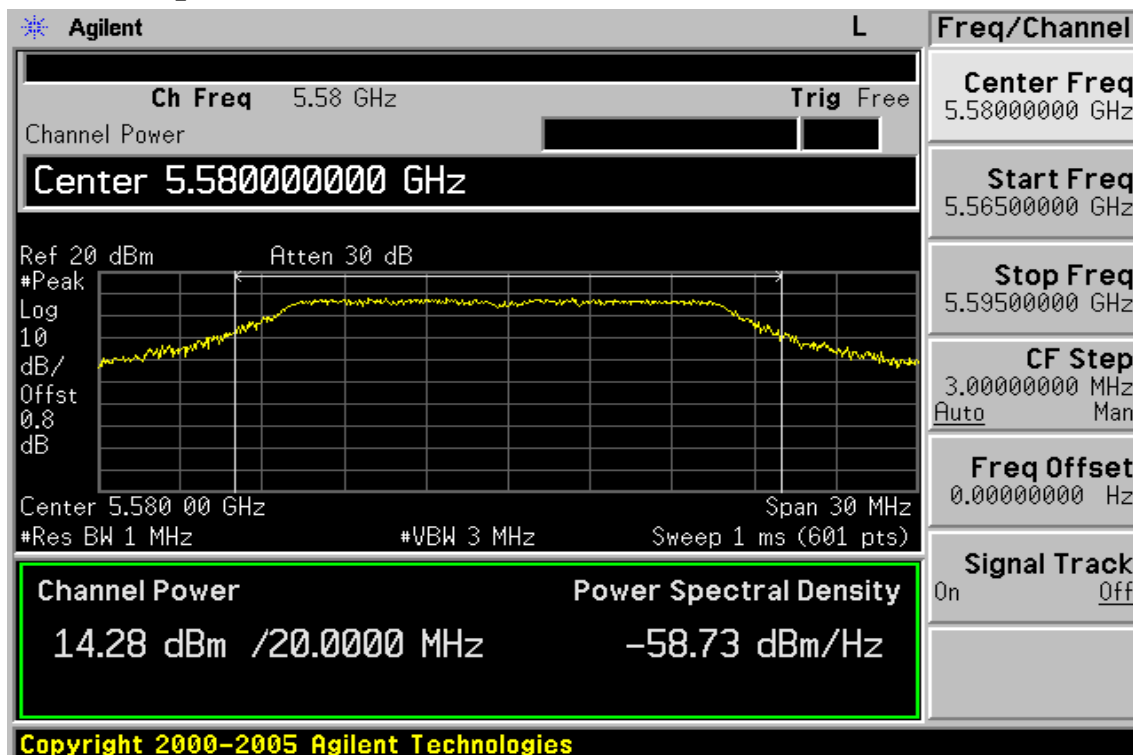 Agilent L
Freq/Channel
Ch Freq 5.58 GHz Trig Free
Channel Power
Center 5.580000000 GHz
Ref 20 dBm Atten 30 dB
#Peak
Log
10
dB/
Offst
0.8
dB
Center 5.580 00 GHz Span 30 MHz
#Res BW 1 MHz #VBW 3 MHz Sweep 1 ms (601 pts)
Channel Power Power Spectral Density
14.28 dBm /20.0000 MHz -58.73 dBm/Hz
Center Freq
5.58000000 GHz
Start Freq
5.56500000 GHz
Stop Freq
5.59500000 GHz
CF Step
3.00000000 MHz
Auto Man
Freq Offset
0.00000000 Hz
Signal Track
On Off
Copyright 2000-2005 Agilent Technologies